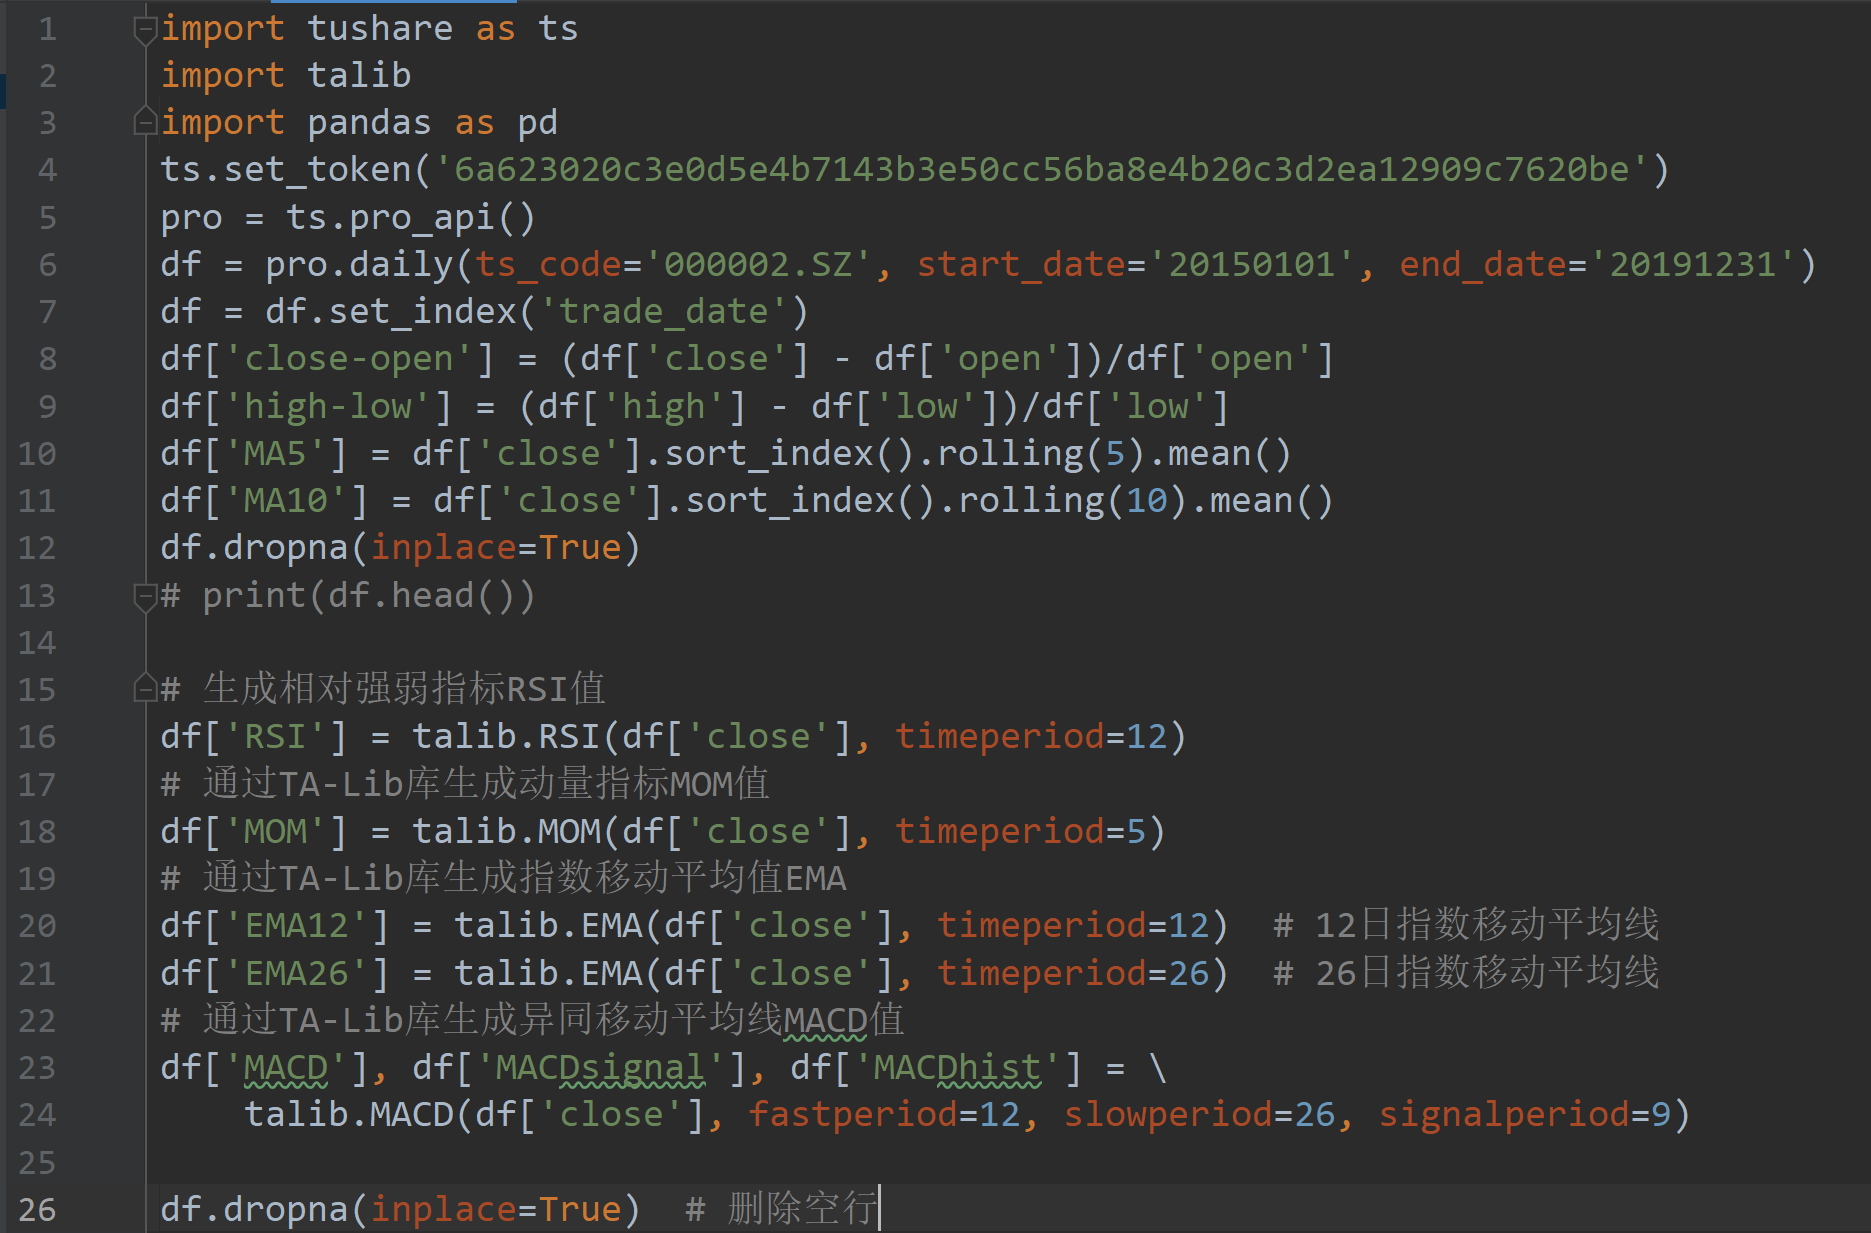 1 import tushare as ts
2 import talib
3 import pandas as pd
4 ts.set_token('6a623020c3e0d5e4b7143b3e50cc56ba8e4b20c3d2ea12909c7620be')
5 pro = ts.pro_api()
6 df = pro.daily(ts_code='000002.SZ', start_date='20150101', end_date='20191231')
7 df = df.set_index('trade_date')
8 df['close-open'] = (df['close'] - df['open'])/df['open']
9 df['high-low'] = (df['high'] - df['low'])/df['low']
10 df['MA5'] = df['close'].sort_index().rolling(5).mean()
11 df['MA10'] = df['close'].sort_index().rolling(10).mean()
12 df.dropna(inplace=True)
13 # print(df.head())
14
15 # 生成相对强弱指标RSI值
16 df['RSI'] = talib.RSI(df['close'], timeperiod=12)
17 # 通过TA-Lib库生成动量指标MOM值
18 df['MOM'] = talib.MOM(df['close'], timeperiod=5)
19 # 通过TA-Lib库生成指数移动平均值EMA
20 df['EMA12'] = talib.EMA(df['close'], timeperiod=12)  # 12日指数移动平均线
21 df['EMA26'] = talib.EMA(df['close'], timeperiod=26)  # 26日指数移动平均线
22 # 通过TA-Lib库生成异同移动平均线MACD值
23 df['MACD'], df['MACDsignal'], df['MACDhist'] = \
24     talib.MACD(df['close'], fastperiod=12, slowperiod=26, signalperiod=9)
25
26 df.dropna(inplace=True)  # 删除空行